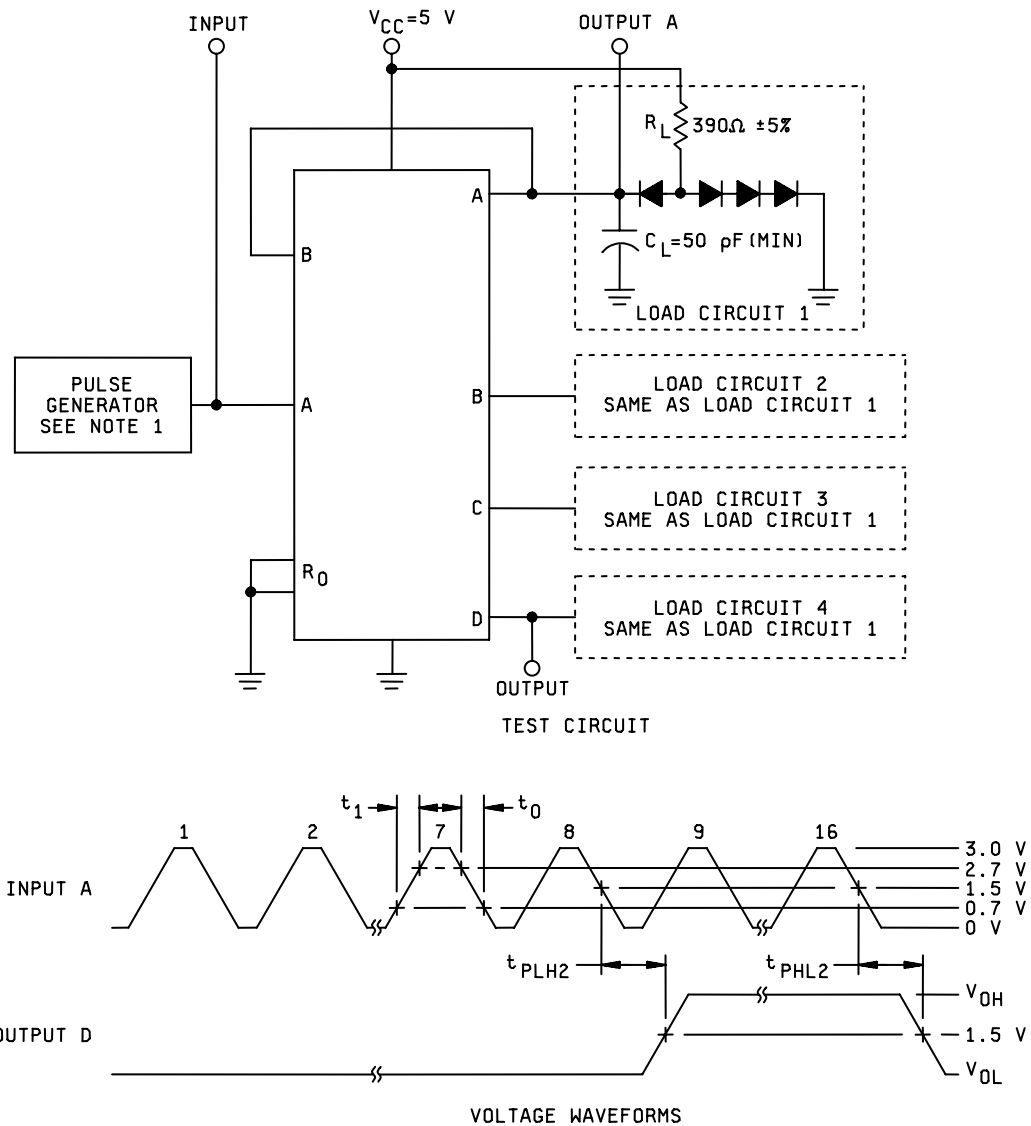 INPUT
VCC=5 V
OUTPUT A
RL
390Ω ±5%
A
CL=50 pF(MIN)
B
LOAD CIRCUIT 1
PULSE
GENERATOR
SEE NOTE 1
A
B
LOAD CIRCUIT 2
SAME AS LOAD CIRCUIT 1
C
LOAD CIRCUIT 3
SAME AS LOAD CIRCUIT 1
R0
D
LOAD CIRCUIT 4
SAME AS LOAD CIRCUIT 1
OUTPUT
TEST CIRCUIT
t1
t0
1
2
7
8
9
16
3.0 V
2.7 V
INPUT A
1.5 V
0.7 V
0 V
tPLH2
tPHL2
VOH
OUTPUT D
1.5 V
VOL
VOLTAGE WAVEFORMS